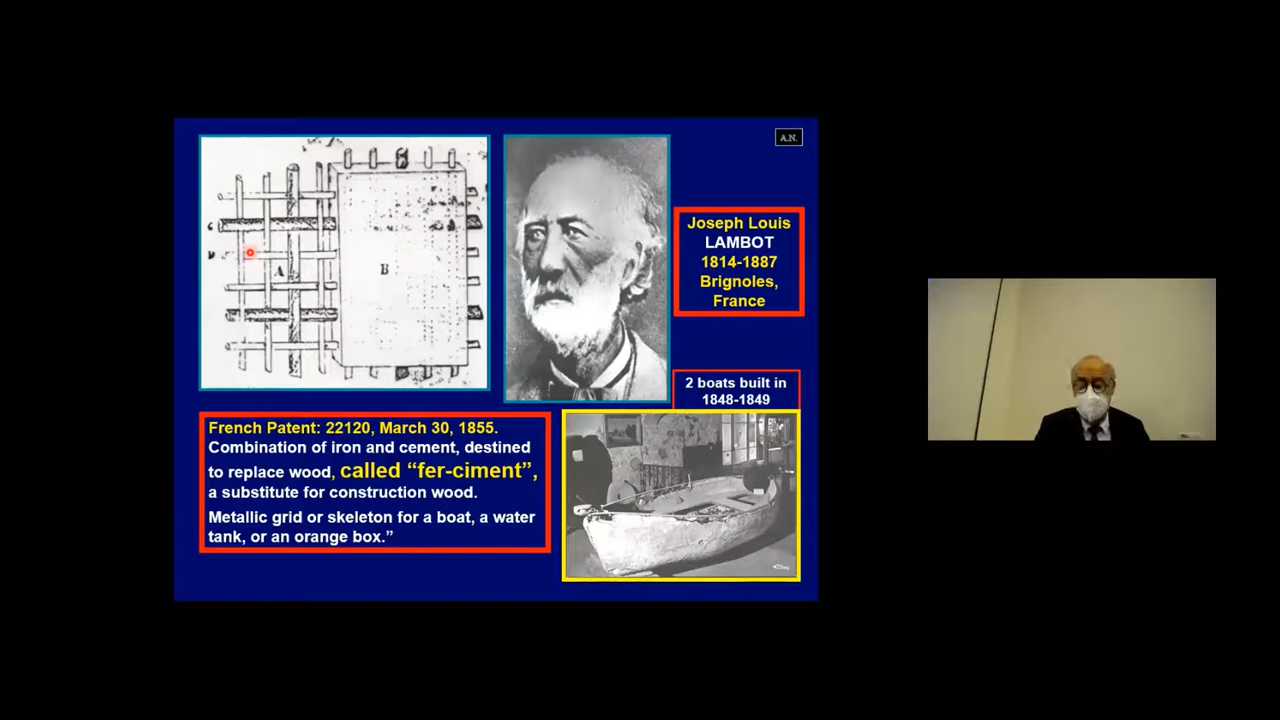 A.N.
C
D
A
B
Joseph Louis
LAMBOT
1814-1887
Brignoles,
France
2 boats built in
1848-1849
French Patent: 22120, March 30, 1855.
Combination of iron and cement, destined
to replace wood, called “fer-ciment”,
a substitute for construction wood.
Metallic grid or skeleton for a boat, a water
tank, or an orange box.”